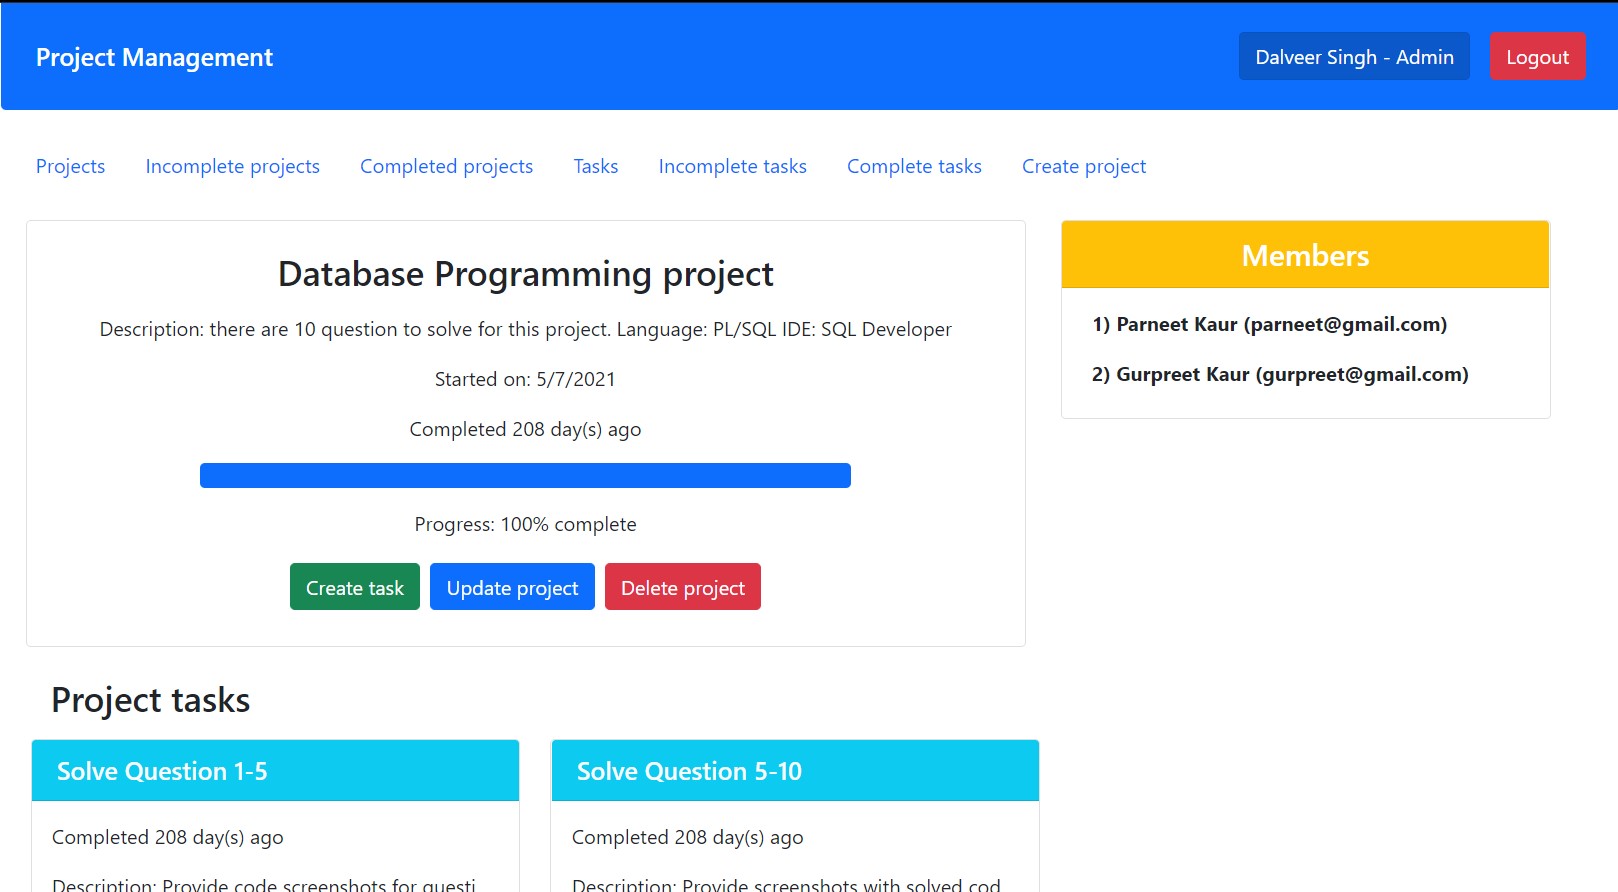 Project Management
Dalveer Singh - Admin
Logout
Projects
Incomplete projects
Completed projects
Tasks
Incomplete tasks
Complete tasks
Create project
Database Programming project
Description: there are 10 question to solve for this project. Language: PL/SQL IDE: SQL Developer
Started on: 5/7/2021
Completed 208 day(s) ago
Progress: 100% complete
Create task
Update project
Delete project
Members
1) Parneet Kaur (parneet@gmail.com)
2) Gurpreet Kaur (gurpreet@gmail.com)
Project tasks
Solve Question 1-5
Completed 208 day(s) ago
Description: Provide code screenshots for questi
Solve Question 5-10
Completed 208 day(s) ago
Description: Provide screenshots with solved cod